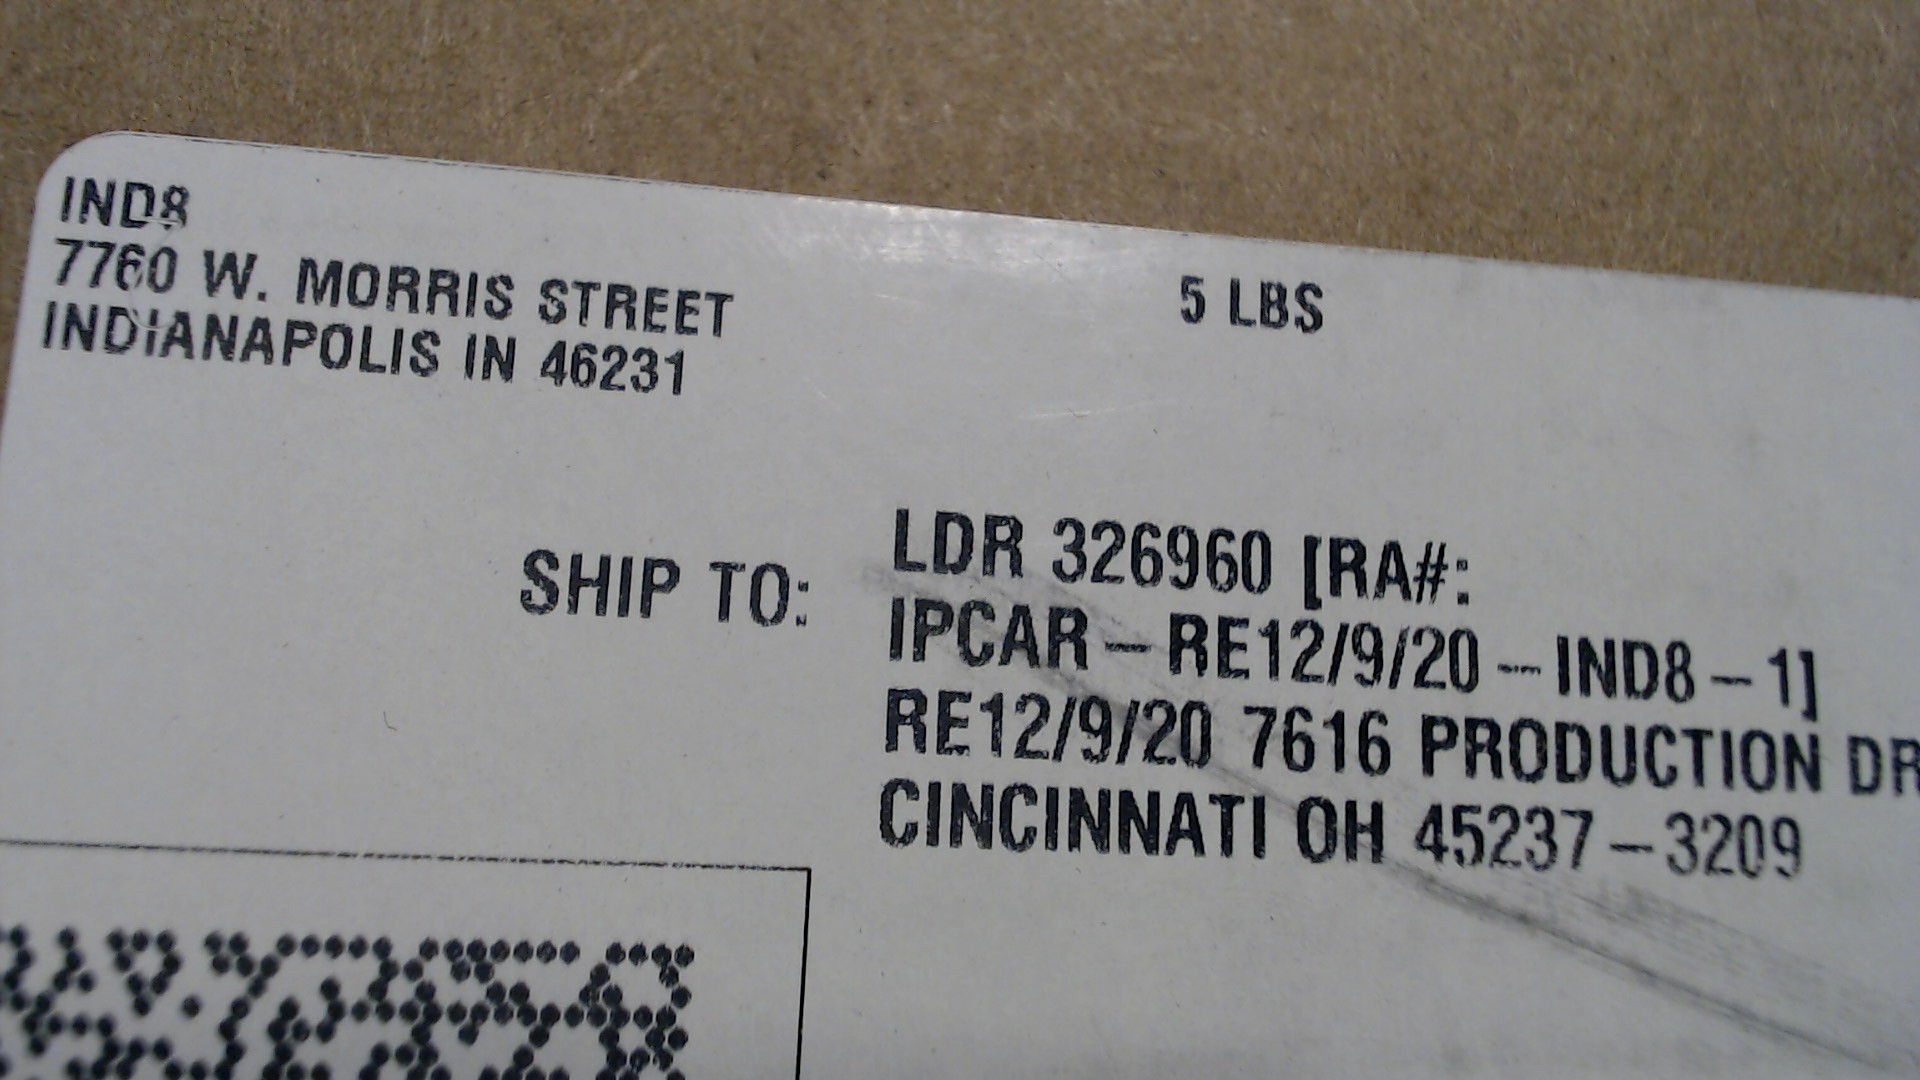 IND8
7760 W. MORRIS STREET
INDIANAPOLIS IN 46231
5 LBS
SHIP TO:
LDR 326960 [RA#:
IPCAR-RE12/9/20-IND8-1]
RE12/9/20 7616 PRODUCTION DR
CINCINNATI OH 45237-3209